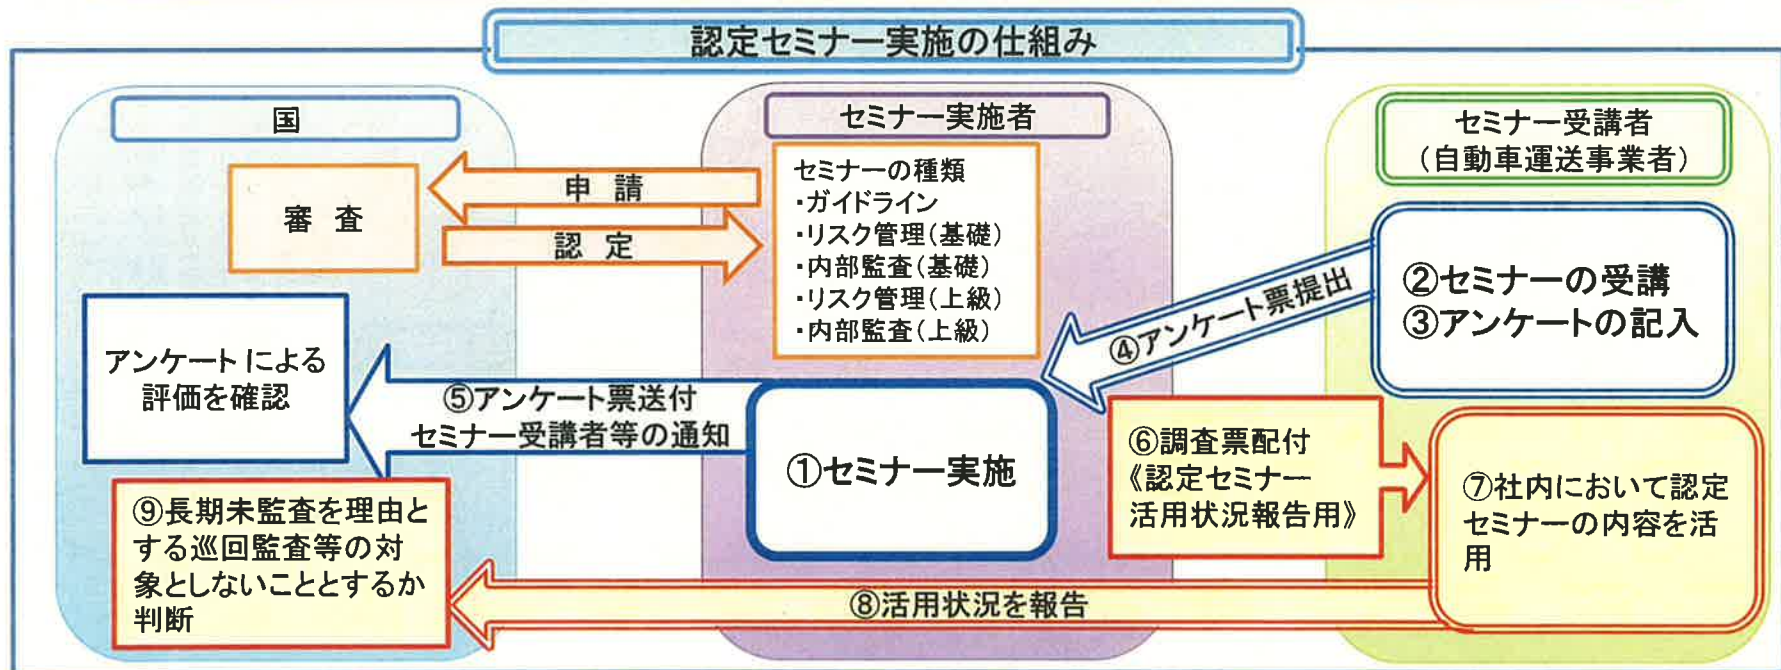 認定セミナー実施の仕組み
国
セミナー実施者
セミナー受講者
（自動車運送事業者）
審 査
申 請
認 定
セミナーの種類
・ガイドライン
・リスク管理（基礎）
・内部監査（基礎）
・リスク管理（上級）
・内部監査（上級）
②セミナーの受講
③アンケートの記入
④アンケート票提出
アンケートによる
評価を確認
⑤アンケート票送付
セミナー受講者等の通知
①セミナー実施
⑥調査票配付
《認定セミナー
活用状況報告用》
⑦社内において認定
セミナーの内容を活
用
⑨長期未監査を理由と
する巡回監査等の対
象としないこととするか
判断
⑧活用状況を報告